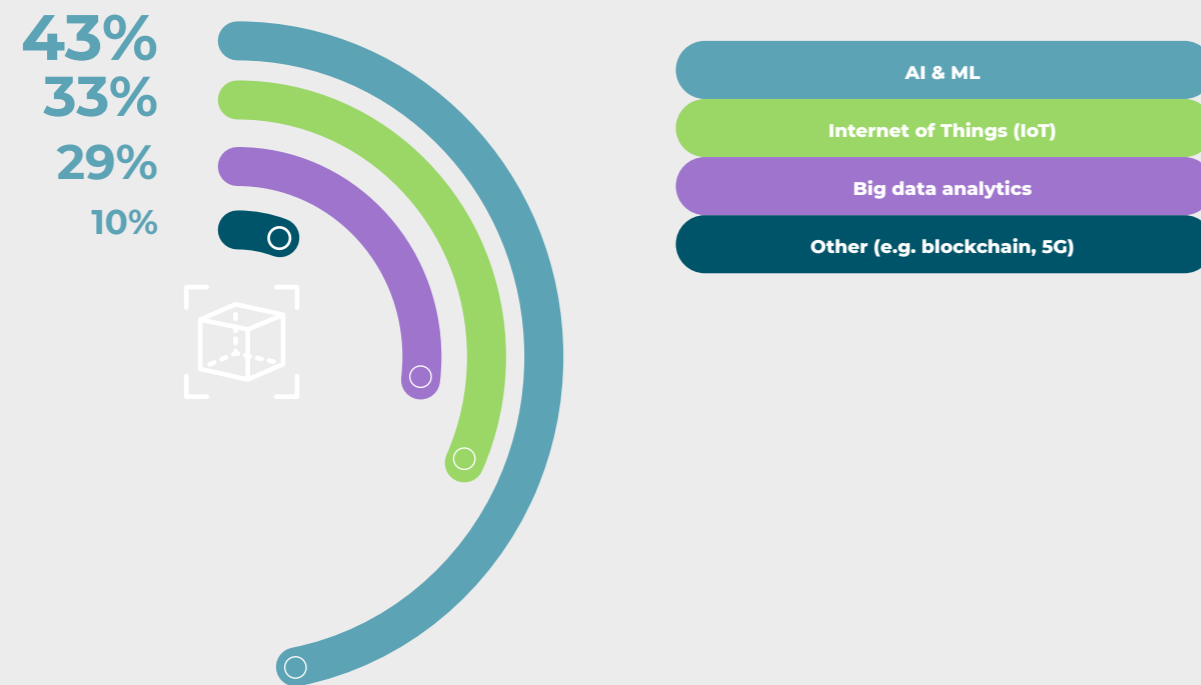 43%
33%
29%
10%
AI & ML
Internet of Things (IoT)
Big data analytics
Other (e.g. blockchain, 5G)